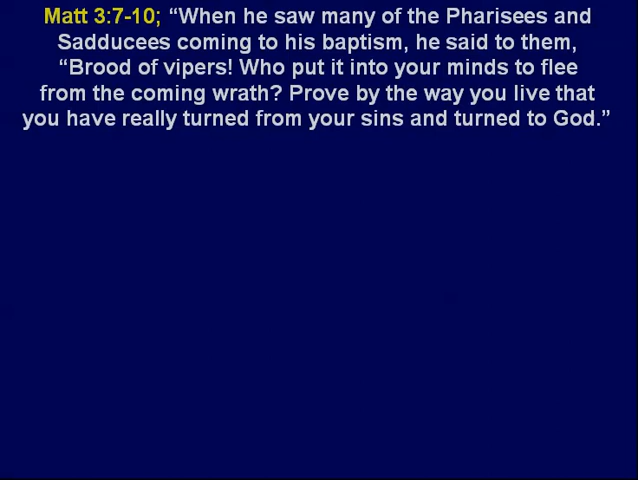 Matt 3:7-10; “When he saw many of the Pharisees and
Sadducees coming to his baptism, he said to them,
“Brood of vipers! Who put it into your minds to flee
from the coming wrath? Prove by the way you live that
you have really turned from your sins and turned to God.”